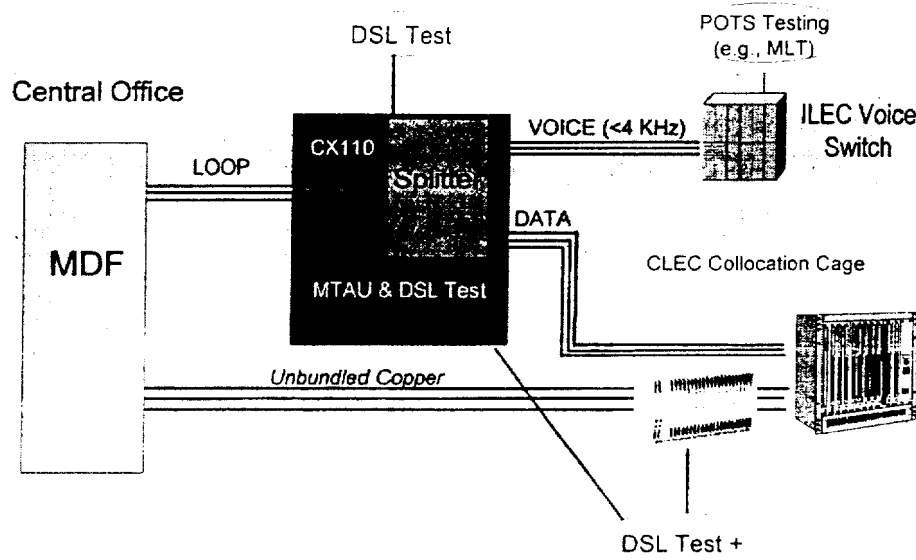 DSL Test
POTS Testing
(e.g., MLT)
Central Office
ILEC Voice
Switch
CX110
VOICE (<4 KHz)
LOOP
Splitter
DATA
MDF
CLEC Collocation Cage
MTAU & DSL Test
Unbundled Copper
DSL Test +